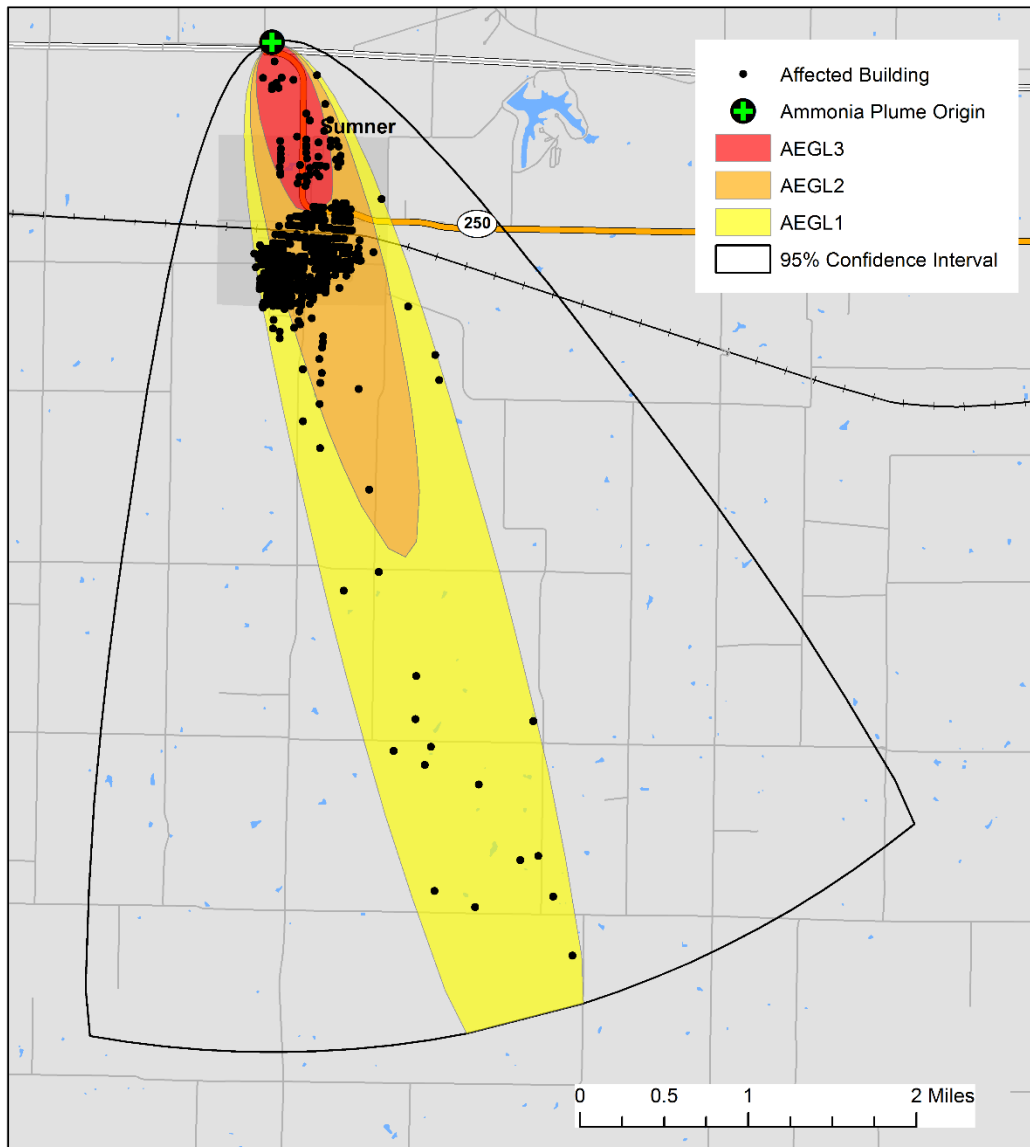 Affected Building
Ammonia Plume Origin
AEGL3
AEGL2
AEGL1
95% Confidence Interval
Sumner
250
0 0.5 1 2 Miles